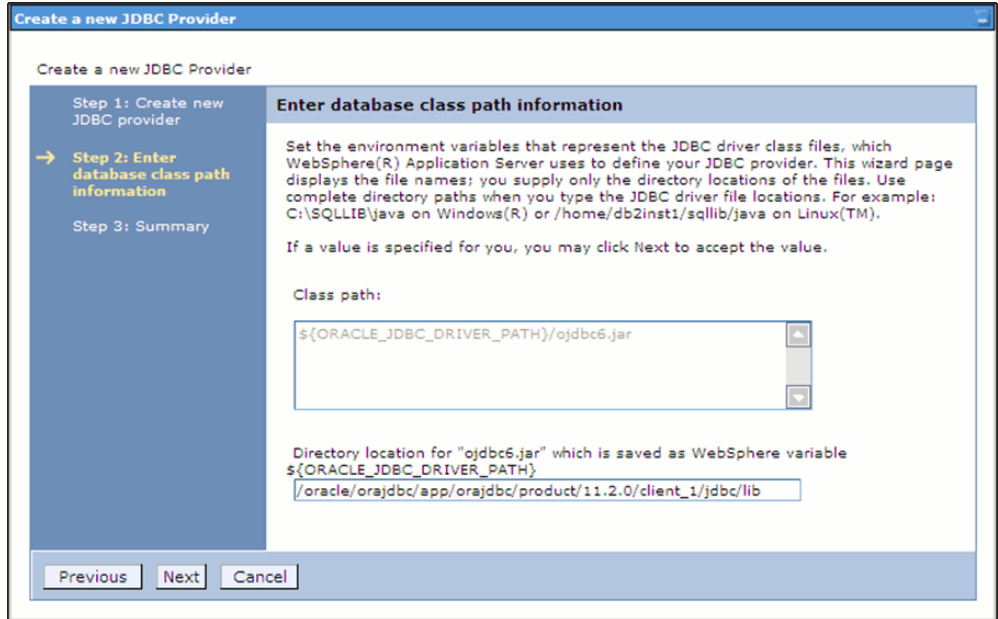 Create a new JDBC Provider
Create a new JDBC Provider
Step 1: Create new
JDBC provider
Step 2: Enter
database class path
information
Step 3: Summary
Enter database class path information
Set the environment variables that represent the JDBC driver class files, which
WebSphere(R) Application Server uses to define your JDBC provider. This wizard page
displays the file names; you supply only the directory locations of the files. Use
complete directory paths when you type the JDBC driver file locations. For example:
C:\SQLLIB\java on Windows(R) or /home/db2inst1/sqllib/java on Linux(TM).
If a value is specified for you, you may click Next to accept the value.
Class path:
${ORACLE_JDBC_DRIVER_PATH}/ojdbc6.jar
Directory location for "ojdbc6.jar" which is saved as WebSphere variable
${ORACLE_JDBC_DRIVER_PATH}
/oracle/orajdbc/app/orajdbc/product/11.2.0/client_1/jdbc/lib
Previous Next Cancel